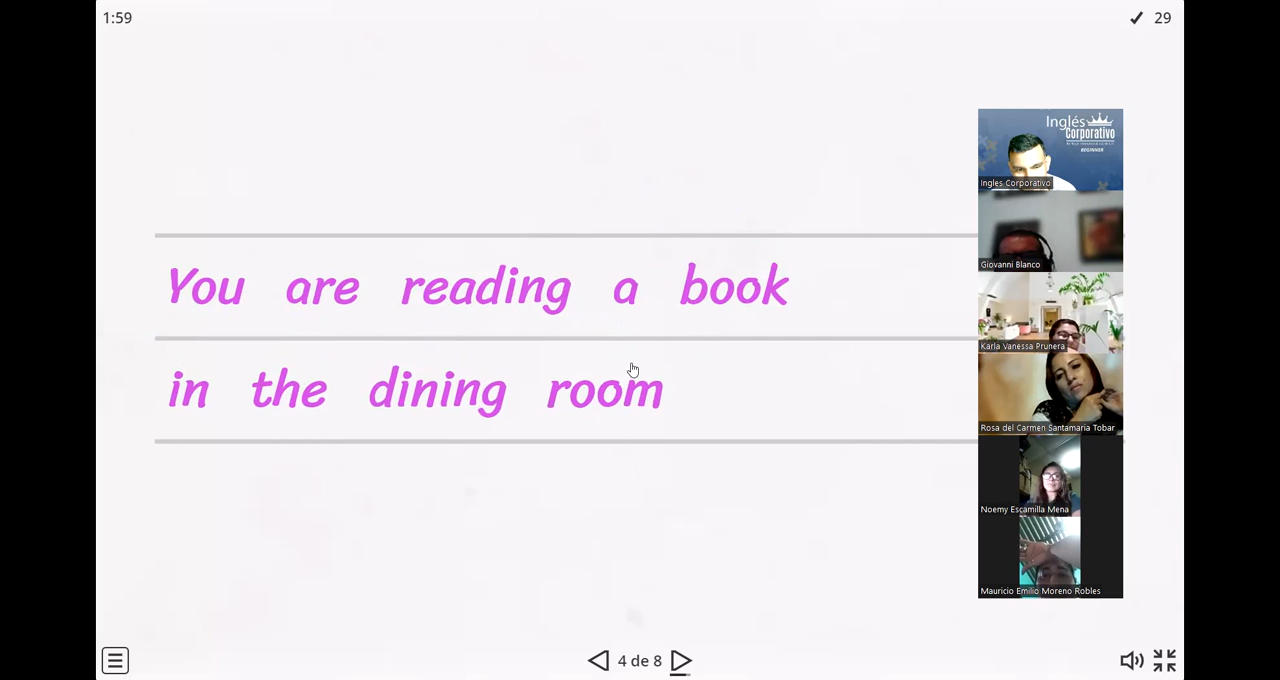 1:59
29
Inglés
Corporativo
BEGINNER
Ingles Corporativo
Giovanni Blanco
You are reading a book
Karla Vanessa Prunera
in the dining room
Rosa del Carmen Santamaría Tobar
Noemy Escamilla Mena
Mauricio Emilio Moreno Robles
4 de 8